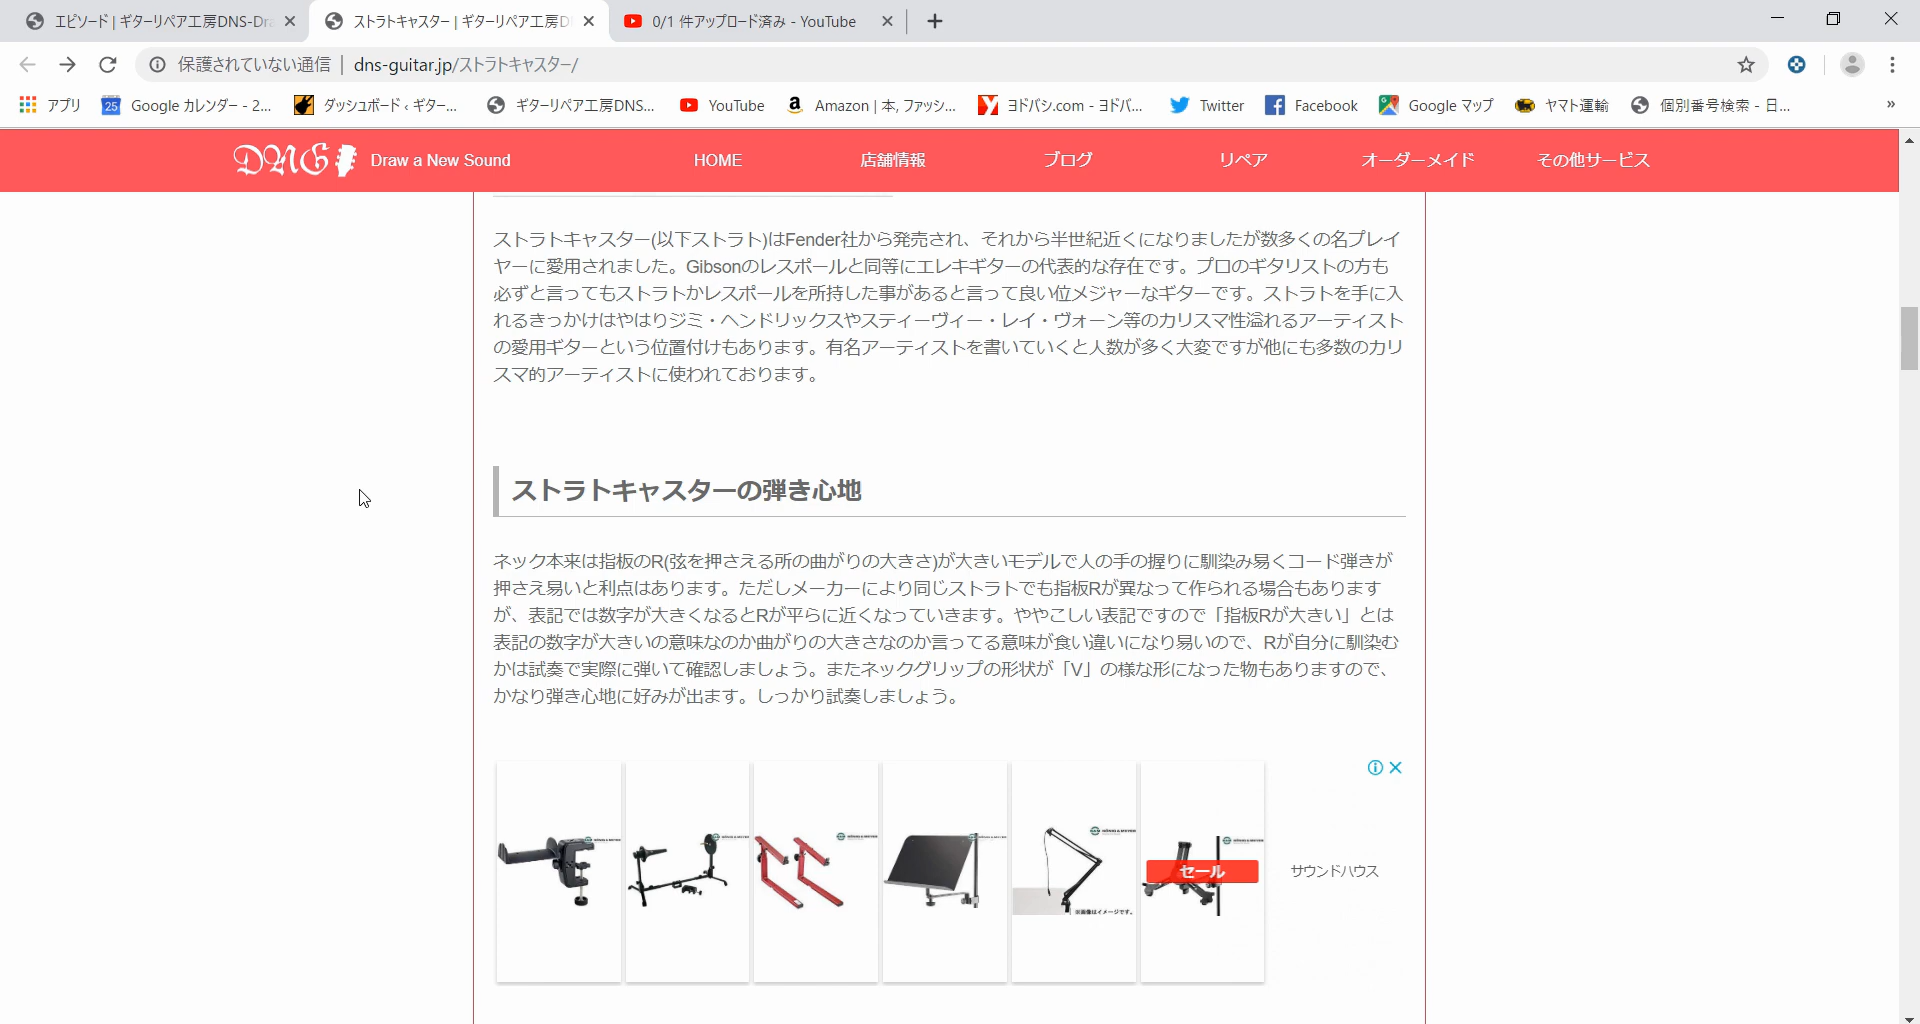 エピソード | ギターリペア工房DNS-Dra
ストラトキャスター | ギターリペア工房D
0/1 件アップロード済み - YouTube
保護されていない通信 | dns-guitar.jp/ストラトキャスター/
アプリ
25 Google カレンダー - 2...
ダッシュボード ‹ ギター...
ギターリペア工房DNS...
YouTube
Amazon | 本, ファッシ...
ヨドバシ.com - ヨドバ...
Twitter
Facebook
Google マップ
ヤマト運輸
個別番号検索 - 日...
»
DNS Draw a New Sound
HOME
店舗情報
ブログ
リペア
オーダーメイド
その他サービス
ストラトキャスター(以下ストラト)はFender社から発売され、それから半世紀近くになりましたが数多くの名プレイ
ヤーに愛用されました。Gibsonのレスポールと同等にエレキギターの代表的な存在です。プロのギタリストの方も
必ずと言ってもストラトかレスポールを所持した事があると言って良い位メジャーなギターです。ストラトを手に入
れるきっかけはやはりジミ・ヘンドリックスやスティーヴィー・レイ・ヴォーン等のカリスマ性溢れるアーティスト
の愛用ギターという位置付けもあります。有名アーティストを書いていくと人数が多く大変ですが他にも多数のカリ
スマ的アーティストに使われております。
ストラトキャスターの弾き心地
ネック本来は指板のR(弦を押さえる所の曲がりの大きさ)が大きいモデルで人の手の握りに馴染み易くコード弾きが
押さえ易いと利点はあります。ただしメーカーにより同じストラトでも指板Rが異なって作られる場合もあります
が、表記では数字が大きくなるとRが平らに近くなっていきます。ややこしい表記ですので「指板Rが大きい」とは
表記の数字が大きいの意味なのか曲がりの大きさなのか言ってる意味が食い違いになり易いので、Rが自分に馴染む
かは試奏で実際に弾いて確認しましょう。またネックグリップの形状が「V」の様な形になった物もありますので、
かなり弾き心地に好みが出ます。しっかり試奏しましょう。
KÖNIG & MEYER
KÖNIG & MEYER
KÖNIG & MEYER
KÖNIG & MEYER
KÖNIG & MEYER
KÖNIG & MEYER
※画像はイメージです。
セール
サウンドハウス